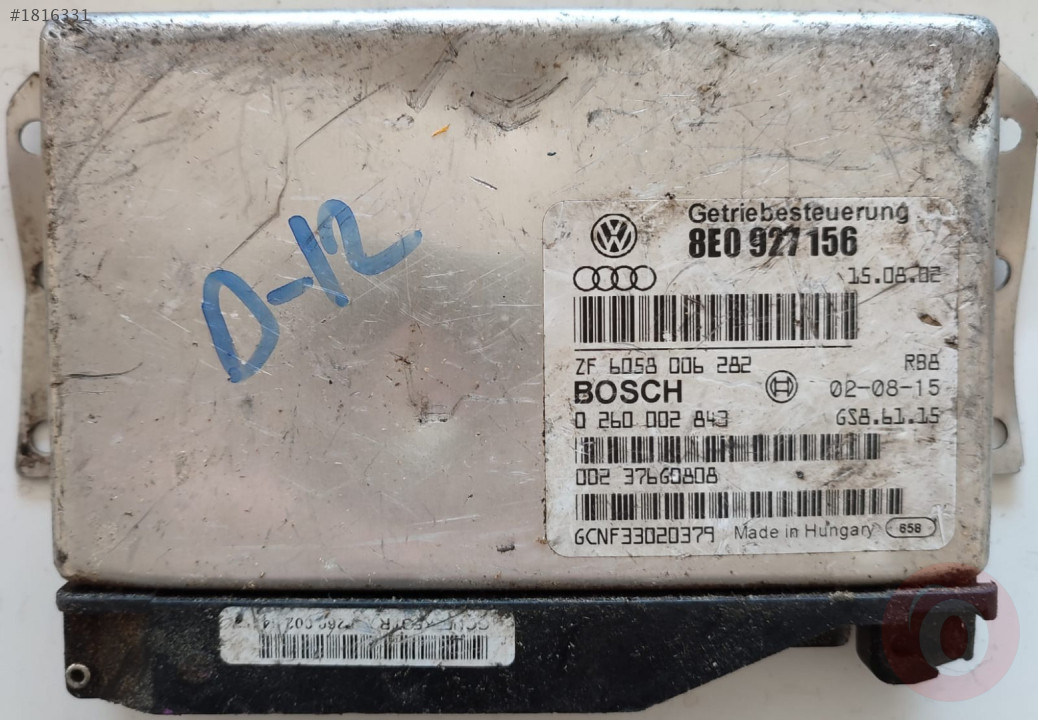 #1816331
D-12
Getriebesteuerung
8E0 927 156
15.08.02
ZF 6058 006 282 RB8
BOSCH 02-08-15
0 260 002 843 GS8.61.15
002 37660808
GCNF33020379 Made in Hungary 658